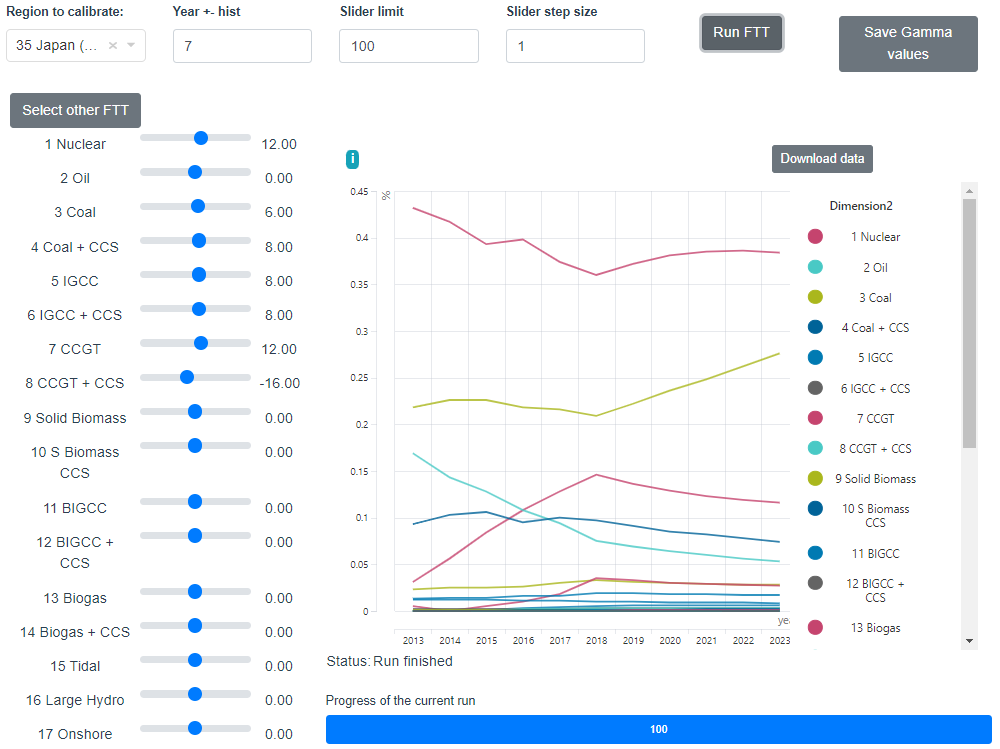 Region to calibrate:
Year +- hist
Slider limit
Slider step size
35 Japan (...
7
100
1
Run FTT
Save Gamma
values
Select other FTT
1 Nuclear
12.00
2 Oil
0.00
3 Coal
6.00
4 Coal + CCS
8.00
5 IGCC
8.00
6 IGCC + CCS
8.00
7 CCGT
12.00
8 CCGT + CCS
-16.00
9 Solid Biomass
0.00
10 S Biomass
CCS
0.00
11 BIGCC
0.00
12 BIGCC +
CCS
0.00
13 Biogas
0.00
14 Biogas + CCS
0.00
15 Tidal
0.00
16 Large Hydro
0.00
17 Onshore
0.00
i
Download data
%
0.45
0.4
0.35
0.3
0.25
0.2
0.15
0.1
0.05
0
2013
2014
2015
2016
2017
2018
2019
2020
2021
2022
2023
Dimension2
1 Nuclear
2 Oil
3 Coal
4 Coal + CCS
5 IGCC
6 IGCC + CCS
7 CCGT
8 CCGT + CCS
9 Solid Biomass
10 S Biomass
CCS
11 BIGCC
12 BIGCC +
CCS
13 Biogas
Status: Run finished
Progress of the current run
100